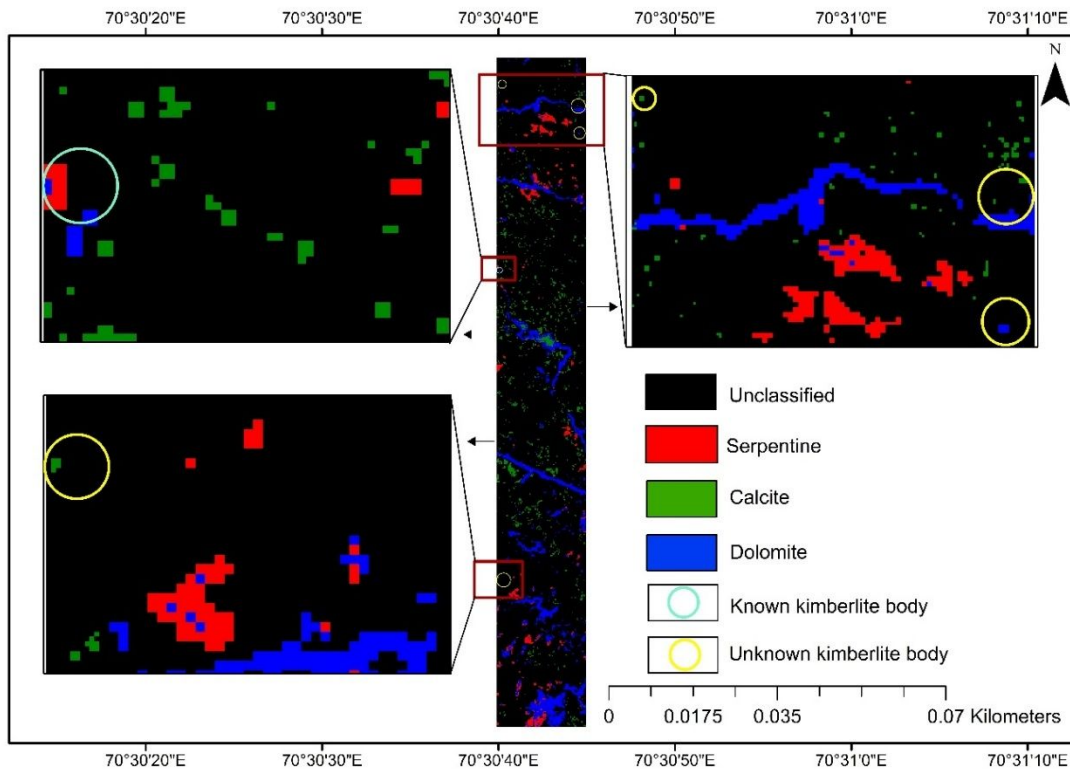 70°30'20"E 70°30'30"E 70°30'40"E 70°30'50"E 70°31'0"E 70°31'10"E
N
Unclassified
Serpentine
Calcite
Dolomite
Known kimberlite body
Unknown kimberlite body
0 0.0175 0.035 0.07 Kilometers
70°30'20"E 70°30'30"E 70°30'40"E 70°30'50"E 70°31'0"E 70°31'10"E